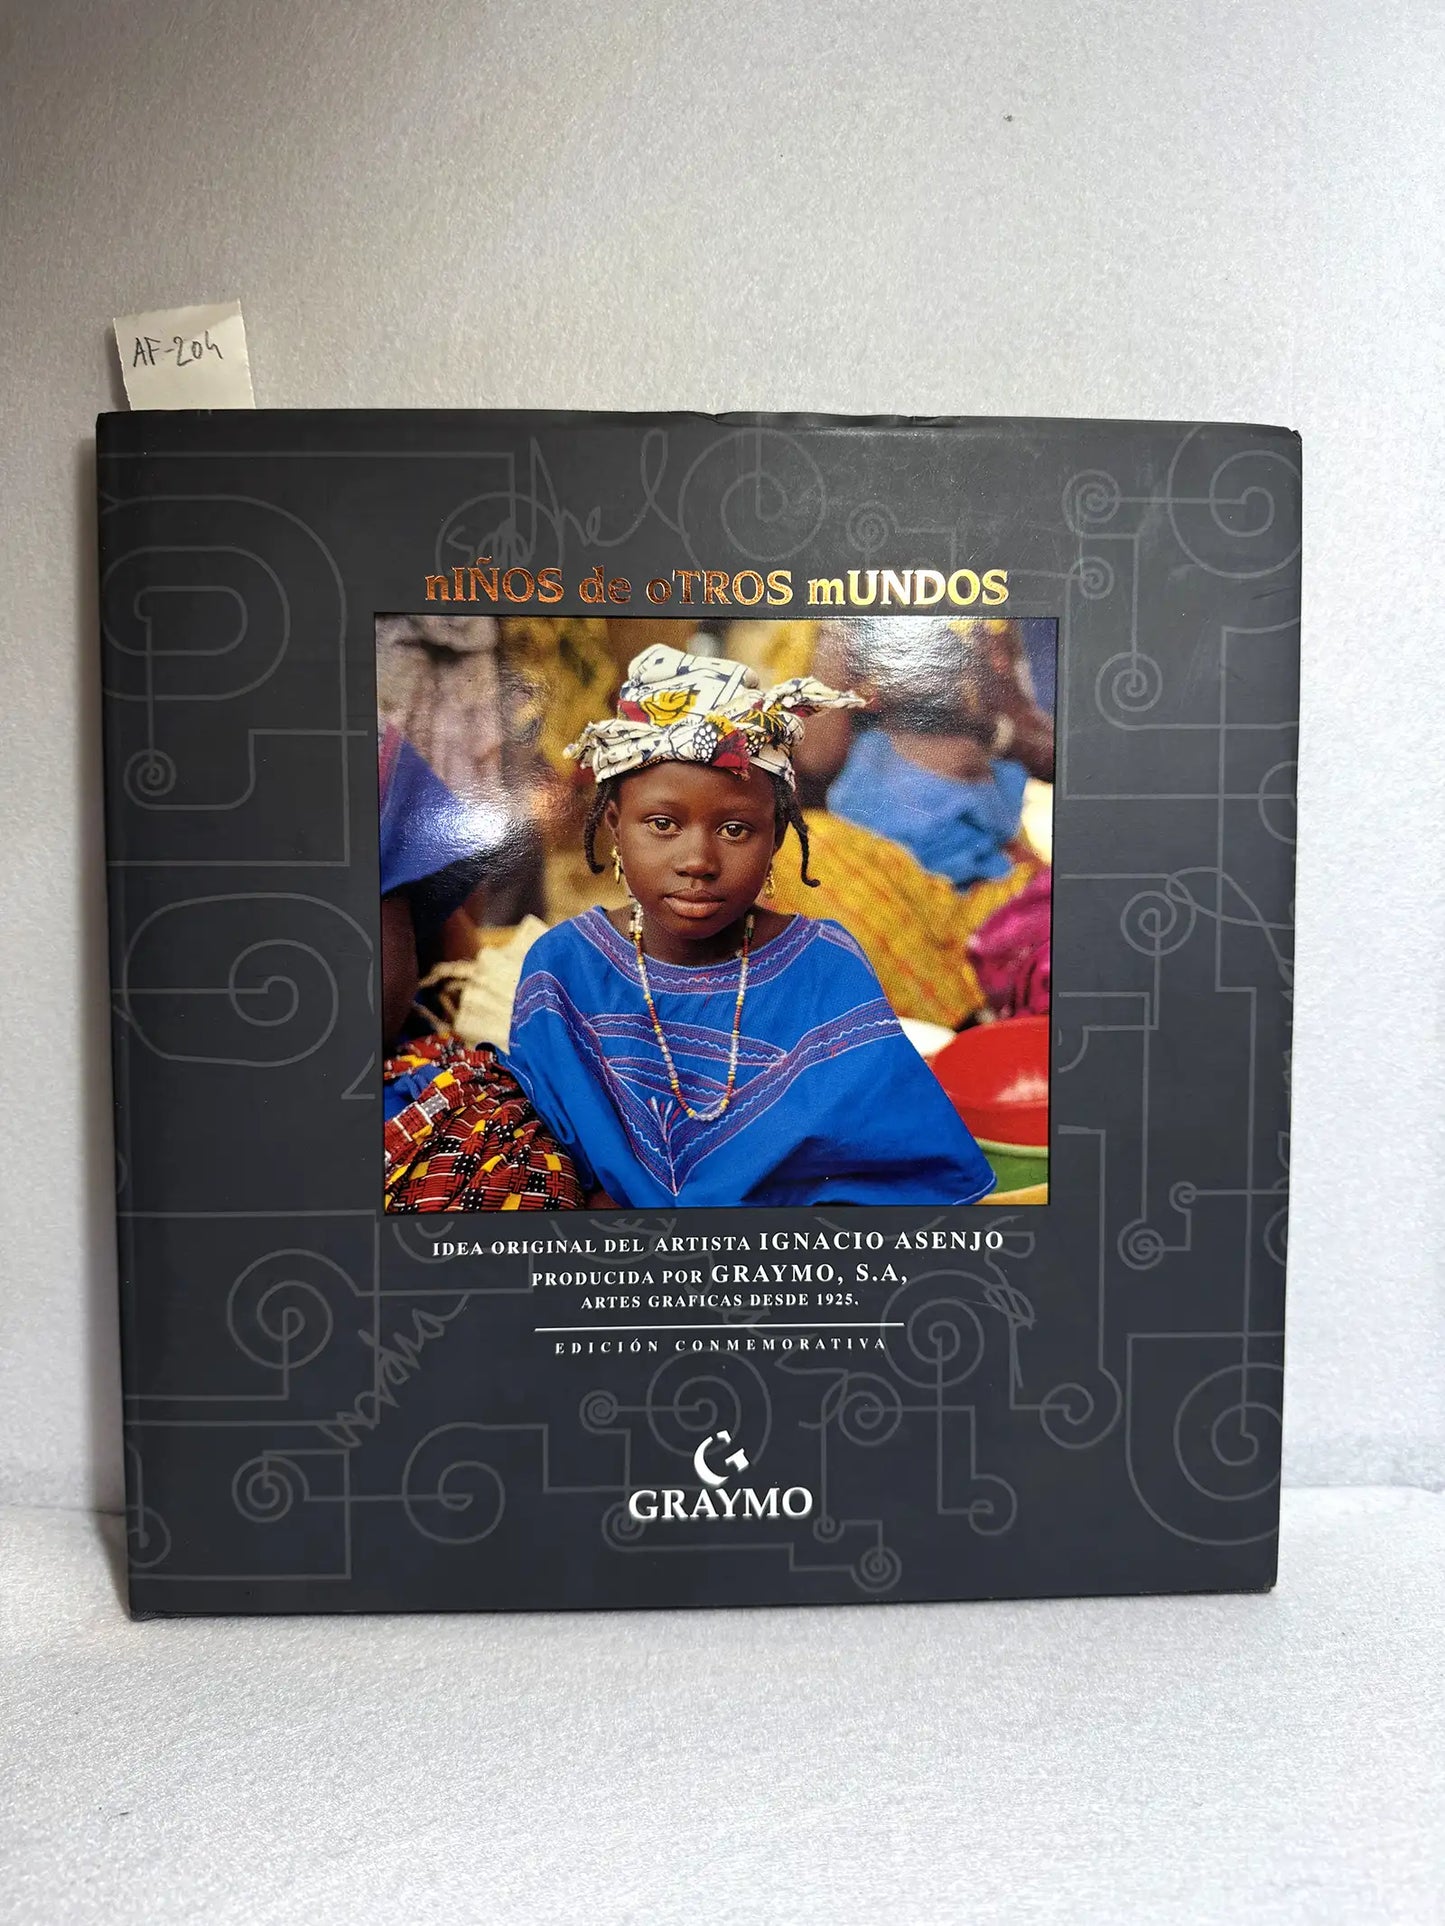 AF-204
nIÑOS de oTROS mUNDOS
IDEA ORIGINAL DEL ARTISTA IGNACIO ASENJO
PRODUCIDA POR GRAYMO, S.A,
ARTES GRAFICAS DESDE 1925.
EDICIÓN CONMEMORATIVA
GRAYMO